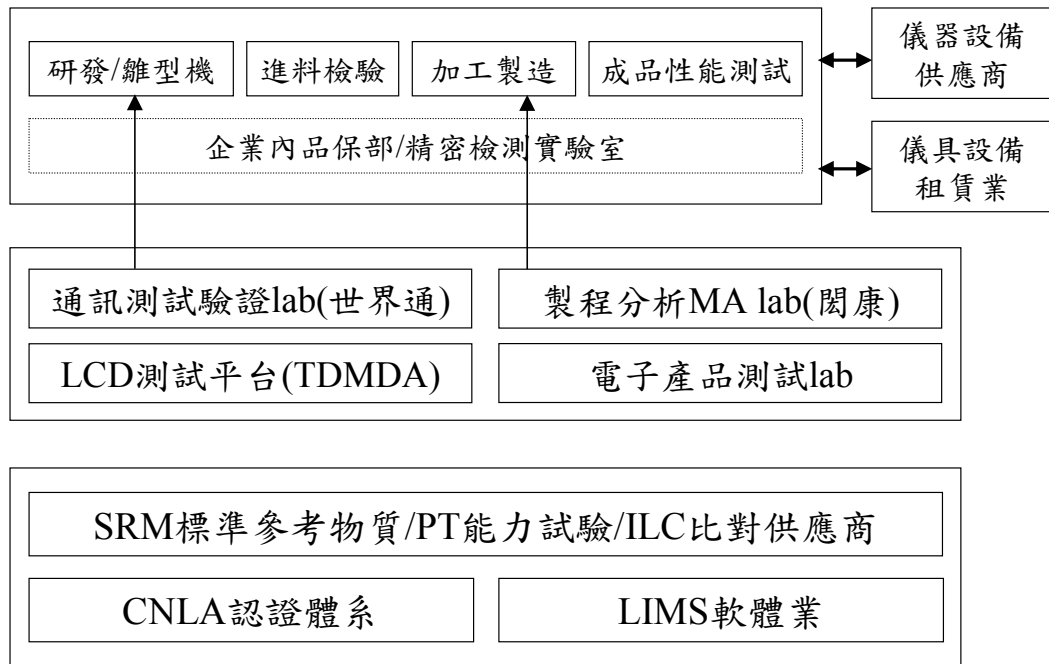 研發/雛型機
進料檢驗
加工製造
成品性能測試
儀器設備
供應商
企業內品保部/精密檢測實驗室
儀具設備
租賃業
通訊測試驗證lab(世界通)
製程分析MA lab(閎康)
LCD測試平台(TDMDA)
電子產品測試lab
SRM標準參考物質/PT能力試驗/ILC比對供應商
CNLA認證體系
LIMS軟體業